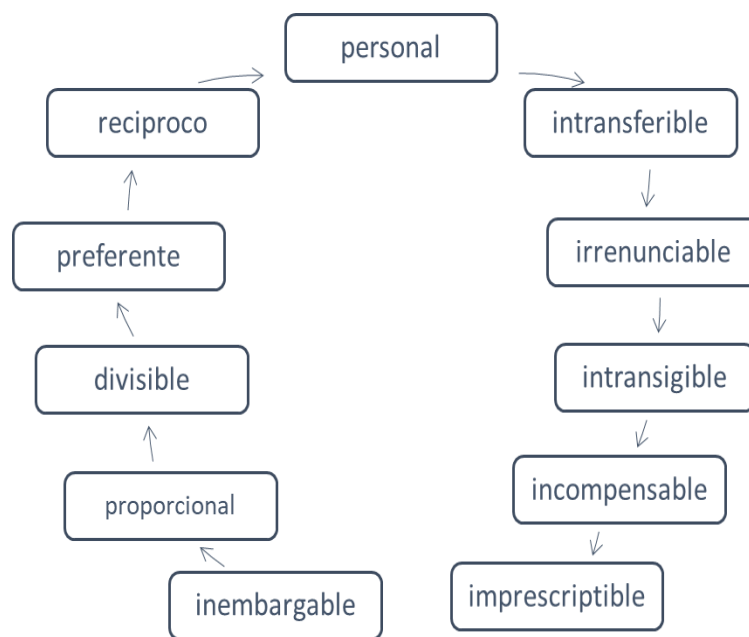 personal
intransferible
irrenunciable
intransigible
incompensable
imprescriptible
inembargable
proporcional
divisible
preferente
reciproco